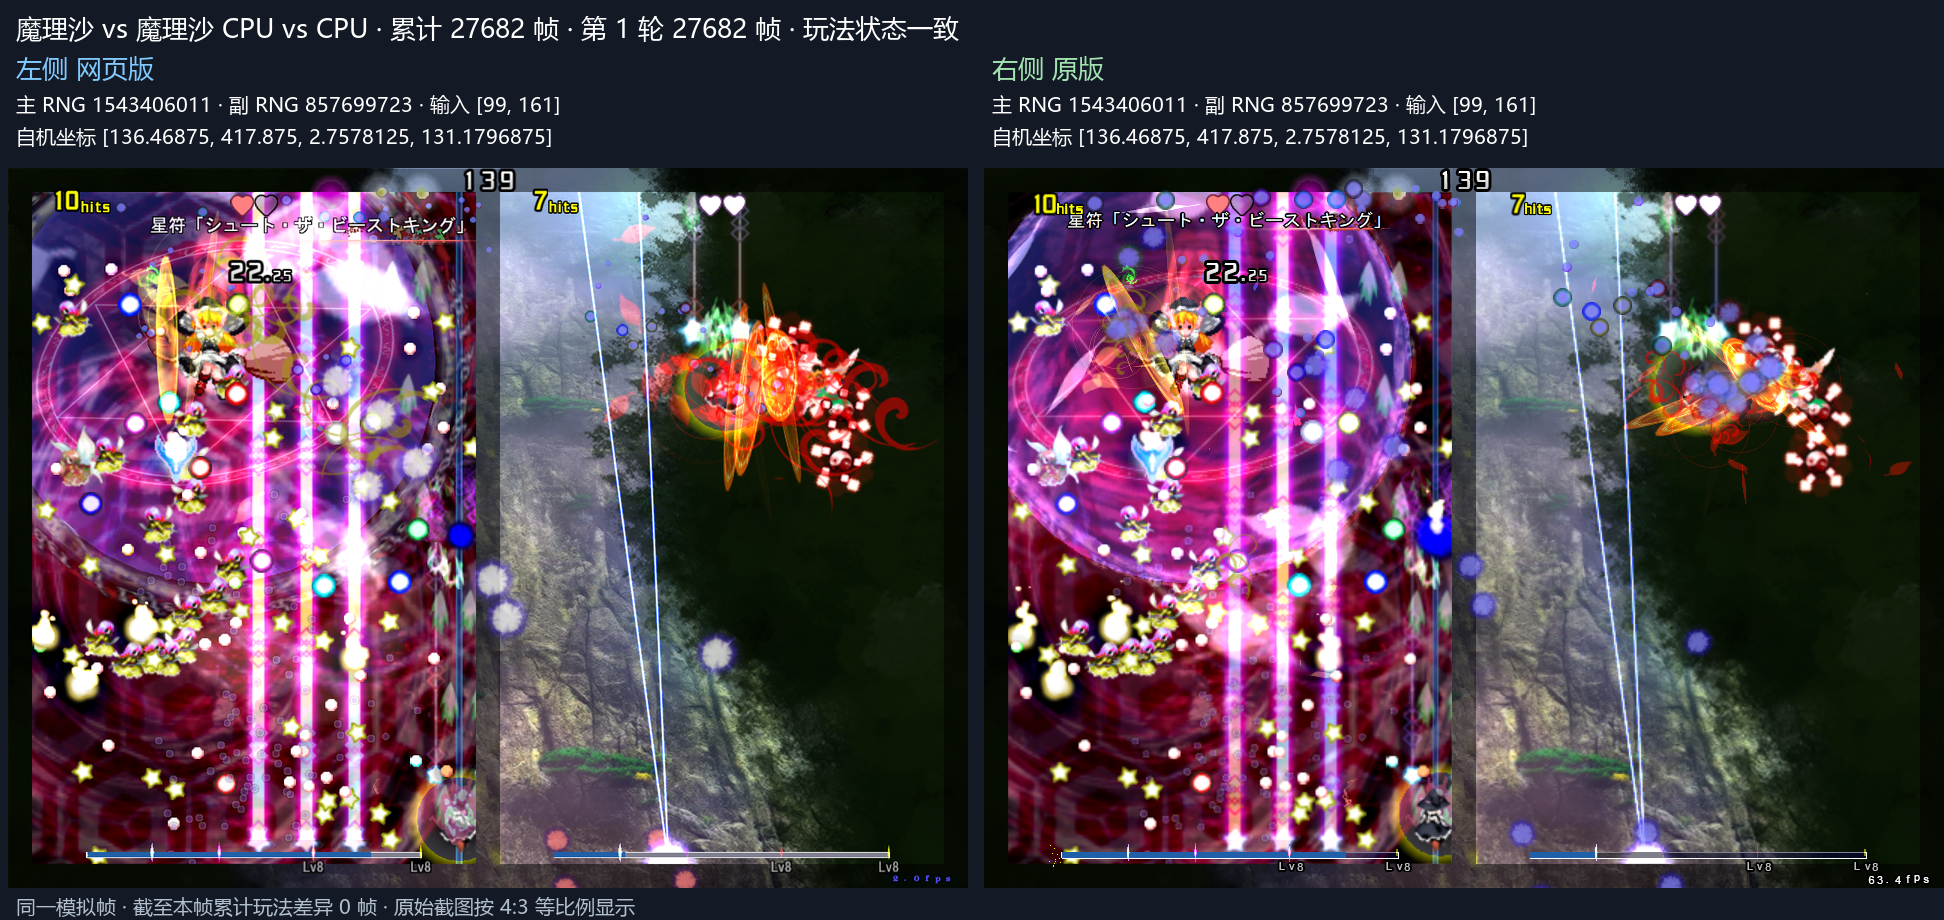 魔理沙 vs 魔理沙 CPU vs CPU · 累计 27682 帧 · 第 1 轮 27682 帧 · 玩法状态一致
左侧 网页版
主 RNG 1543406011 · 副 RNG 857699723 · 输入 [99, 161]
自机坐标 [136.46875, 417.875, 2.7578125, 131.1796875]
右侧 原版
主 RNG 1543406011 · 副 RNG 857699723 · 输入 [99, 161]
自机坐标 [136.46875, 417.875, 2.7578125, 131.1796875]
139
10hits
7hits
星符「シュート・ザ・ビーストキング」
22.25
Lv8
Lv8
Lv8
Lv8
2.0fps
139
10hits
7hits
星符「シュート・ザ・ビーストキング」
22.25
Lv8
Lv8
Lv8
Lv8
63.4fps
同一模拟帧 · 截至本帧累计玩法差异 0 帧 · 原始截图按 4:3 等比例显示